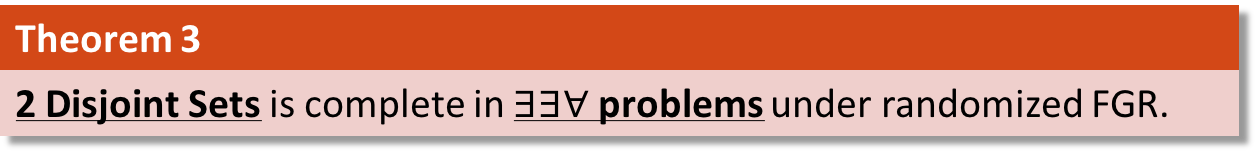 Theorem 3
2 Disjoint Sets is complete in ∃∃∀ problems under randomized FGR.